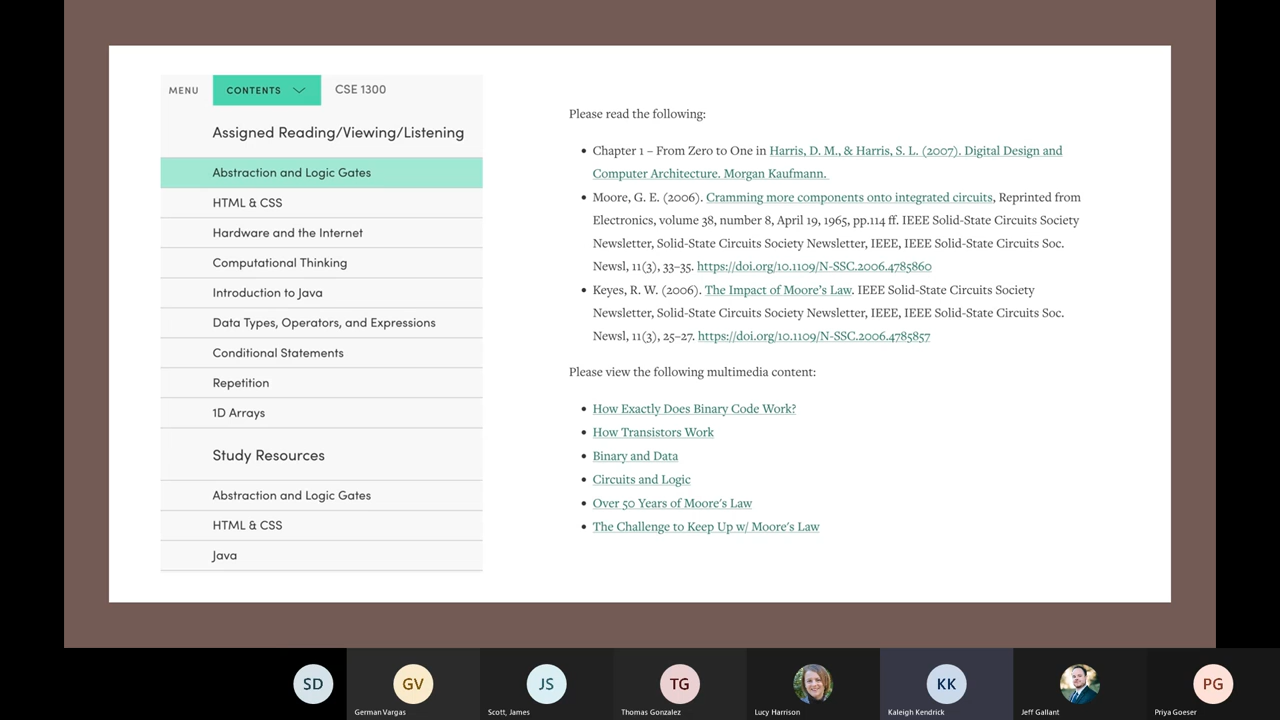 MENU
CONTENTS
CSE 1300
Assigned Reading/Viewing/Listening
Abstraction and Logic Gates
HTML & CSS
Hardware and the Internet
Computational Thinking
Introduction to Java
Data Types, Operators, and Expressions
Conditional Statements
Repetition
1D Arrays
Study Resources
Abstraction and Logic Gates
HTML & CSS
Java
Please read the following:
• Chapter 1 – From Zero to One in Harris, D. M., & Harris, S. L. (2007). Digital Design and
Computer Architecture. Morgan Kaufmann.
• Moore, G. E. (2006). Cramming more components onto integrated circuits, Reprinted from
Electronics, volume 38, number 8, April 19, 1965, pp.114 ff. IEEE Solid-State Circuits Society
Newsletter, Solid-State Circuits Society Newsletter, IEEE, IEEE Solid-State Circuits Soc.
Newsl, 11(3), 33–35. https://doi.org/10.1109/N-SSC.2006.4785860
• Keyes, R. W. (2006). The Impact of Moore's Law. IEEE Solid-State Circuits Society
Newsletter, Solid-State Circuits Society Newsletter, IEEE, IEEE Solid-State Circuits Soc.
Newsl, 11(3), 25–27. https://doi.org/10.1109/N-SSC.2006.4785857
Please view the following multimedia content:
• How Exactly Does Binary Code Work?
• How Transistors Work
• Binary and Data
• Circuits and Logic
• Over 50 Years of Moore's Law
• The Challenge to Keep Up w/ Moore's Law
SD
GV
German Vargas
JS
Scott, James
TG
Thomas Gonzalez
Lucy Harrison
KK
Kaleigh Kendrick
Jeff Gallant
PG
Priya Goeser